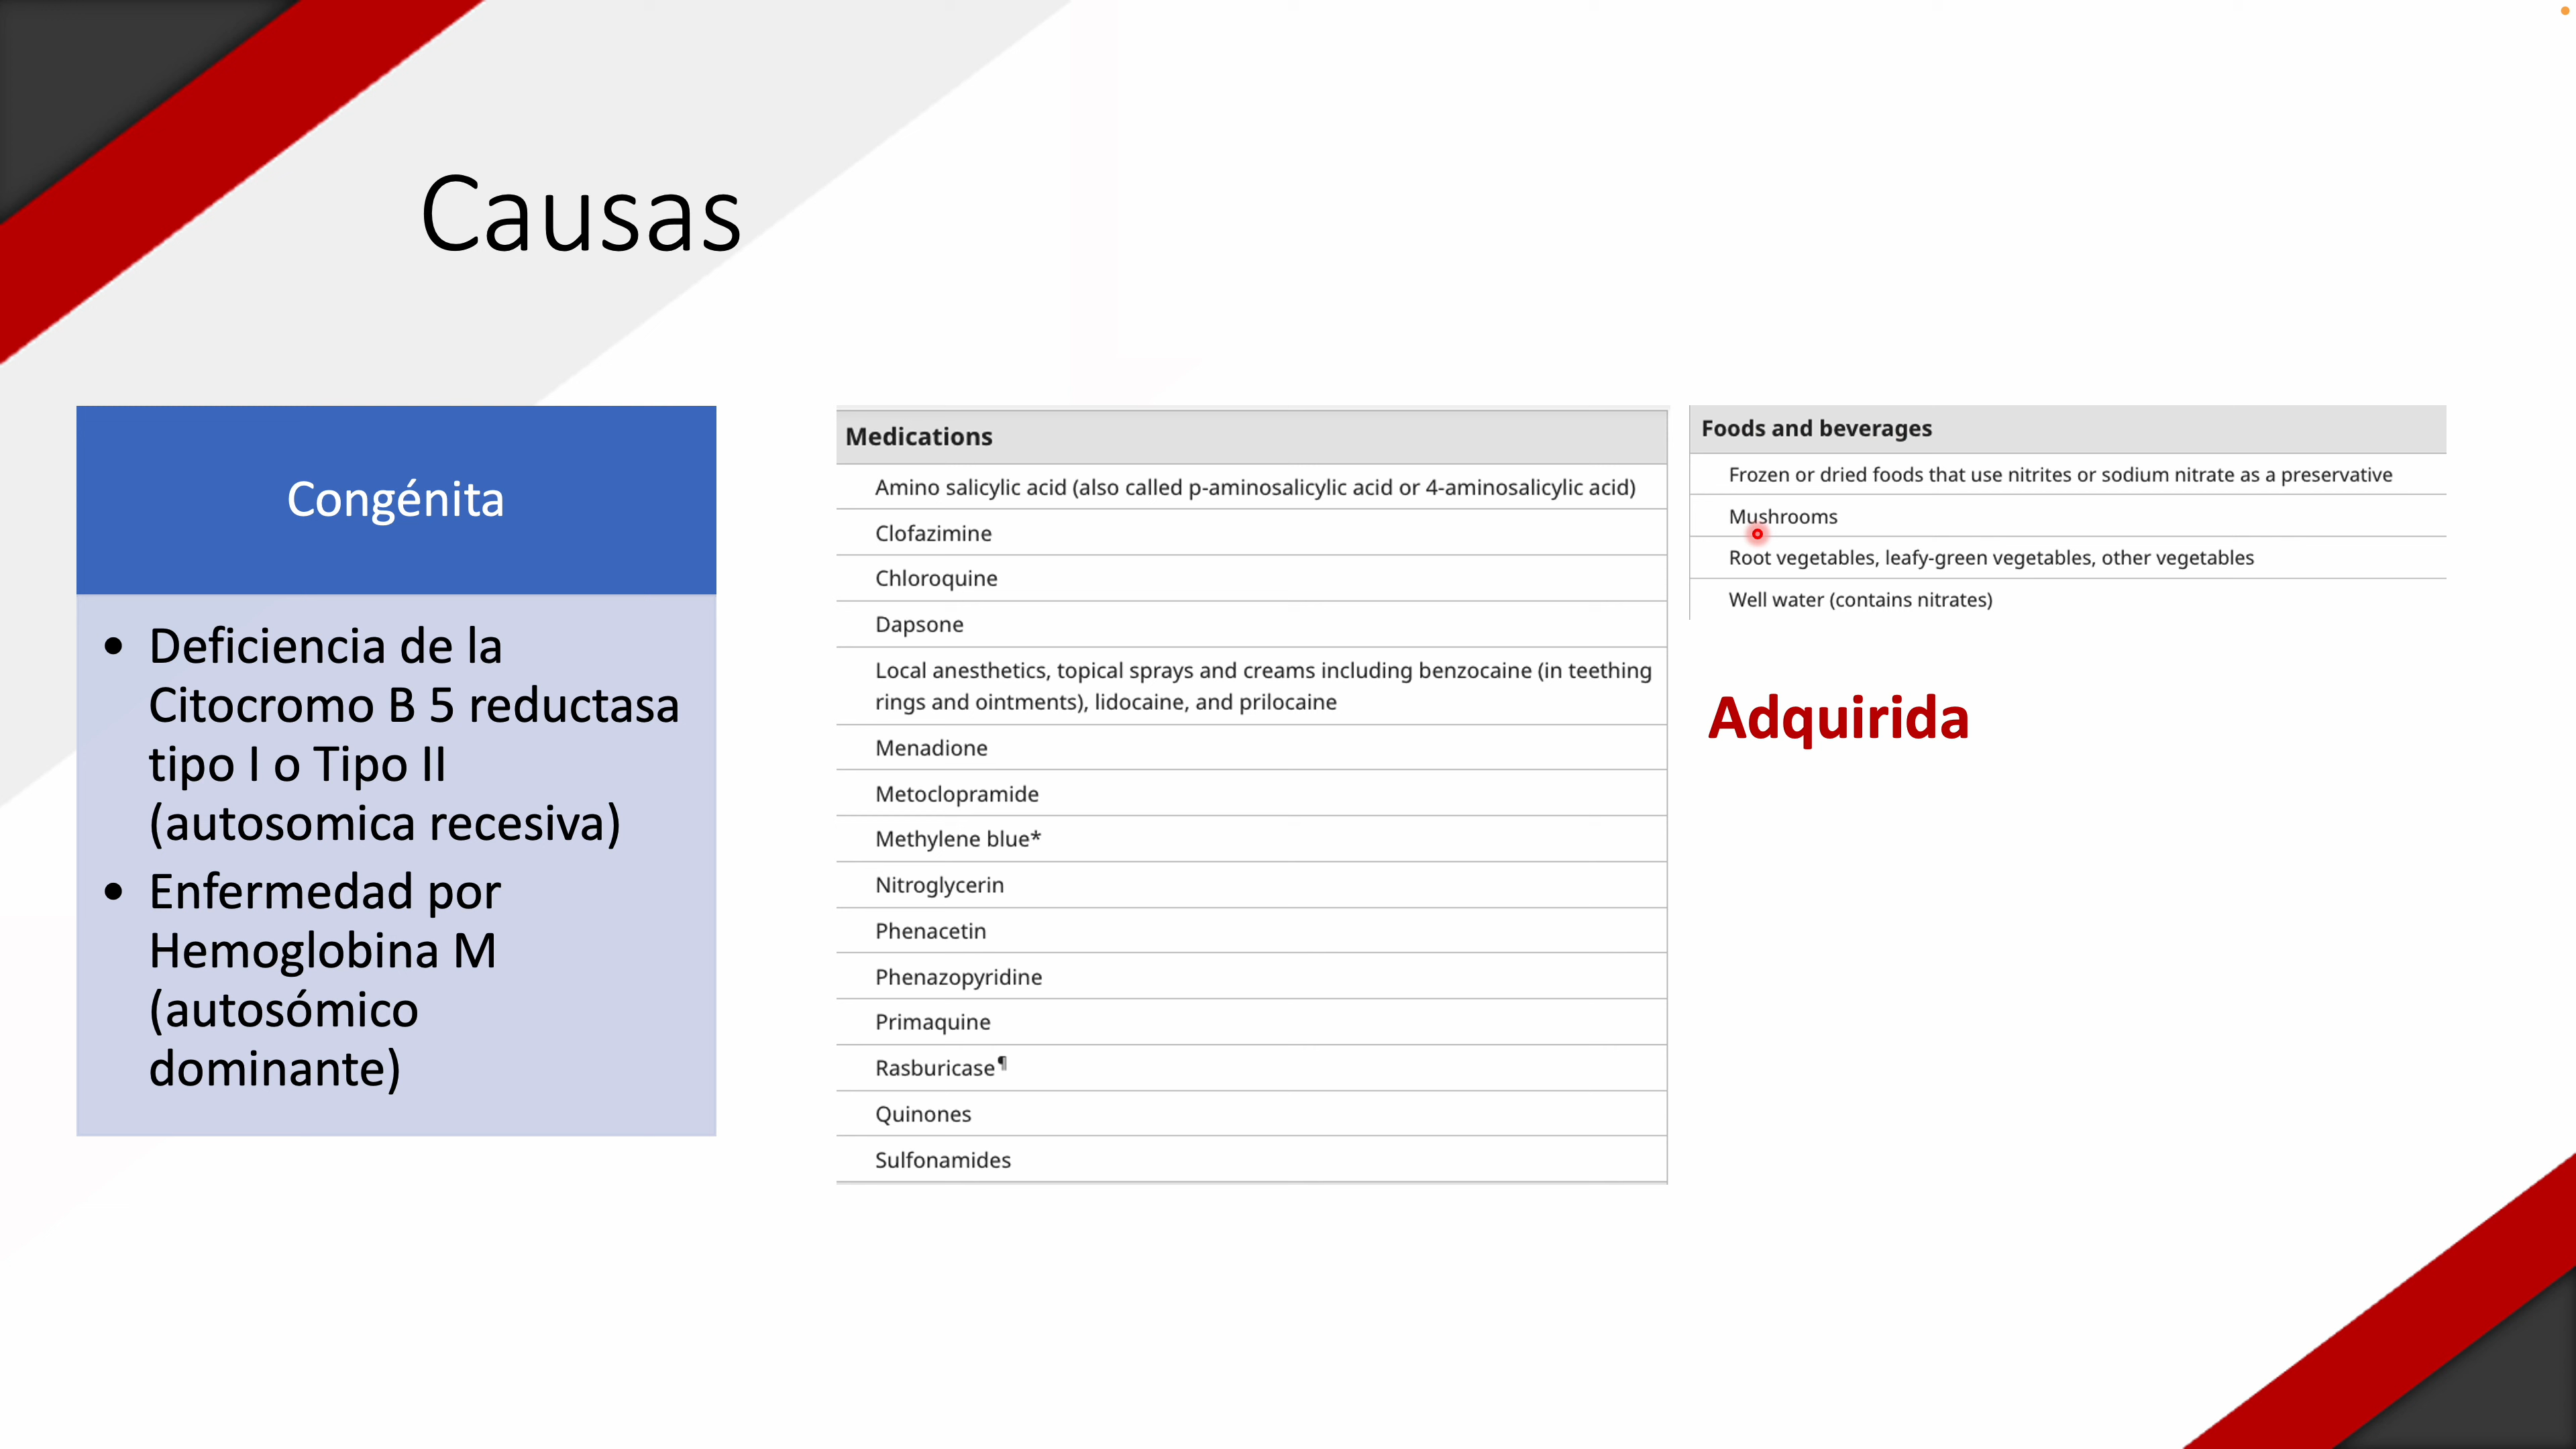 Causas
Congénita
• Deficiencia de la
Citocromo B 5 reductasa
tipo I o Tipo II
(autosomica recesiva)
• Enfermedad por
Hemoglobina M
(autosómico
dominante)
Medications
Amino salicylic acid (also called p-aminosalicylic acid or 4-aminosalicylic acid)
Clofazimine
Chloroquine
Dapsone
Local anesthetics, topical sprays and creams including benzocaine (in teething
rings and ointments), lidocaine, and prilocaine
Menadione
Metoclopramide
Methylene blue*
Nitroglycerin
Phenacetin
Phenazopyridine
Primaquine
Rasburicase¶
Quinones
Sulfonamides
Foods and beverages
Frozen or dried foods that use nitrites or sodium nitrate as a preservative
Mushrooms
Root vegetables, leafy-green vegetables, other vegetables
Well water (contains nitrates)
Adquirida